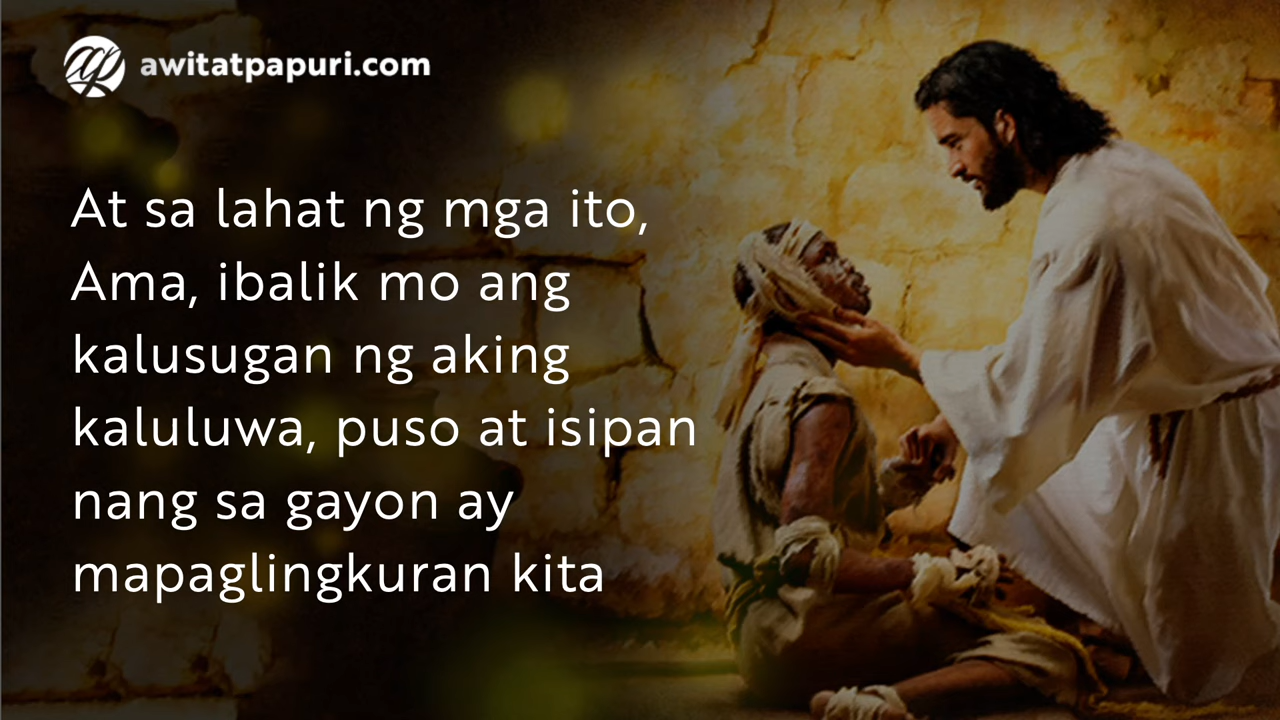 awitatpapuri.com
At sa lahat ng mga ito,
Ama, ibalik mo ang
kalusugan ng aking
kaluluwa, puso at isipan
nang sa gayon ay
mapaglingkuran kita